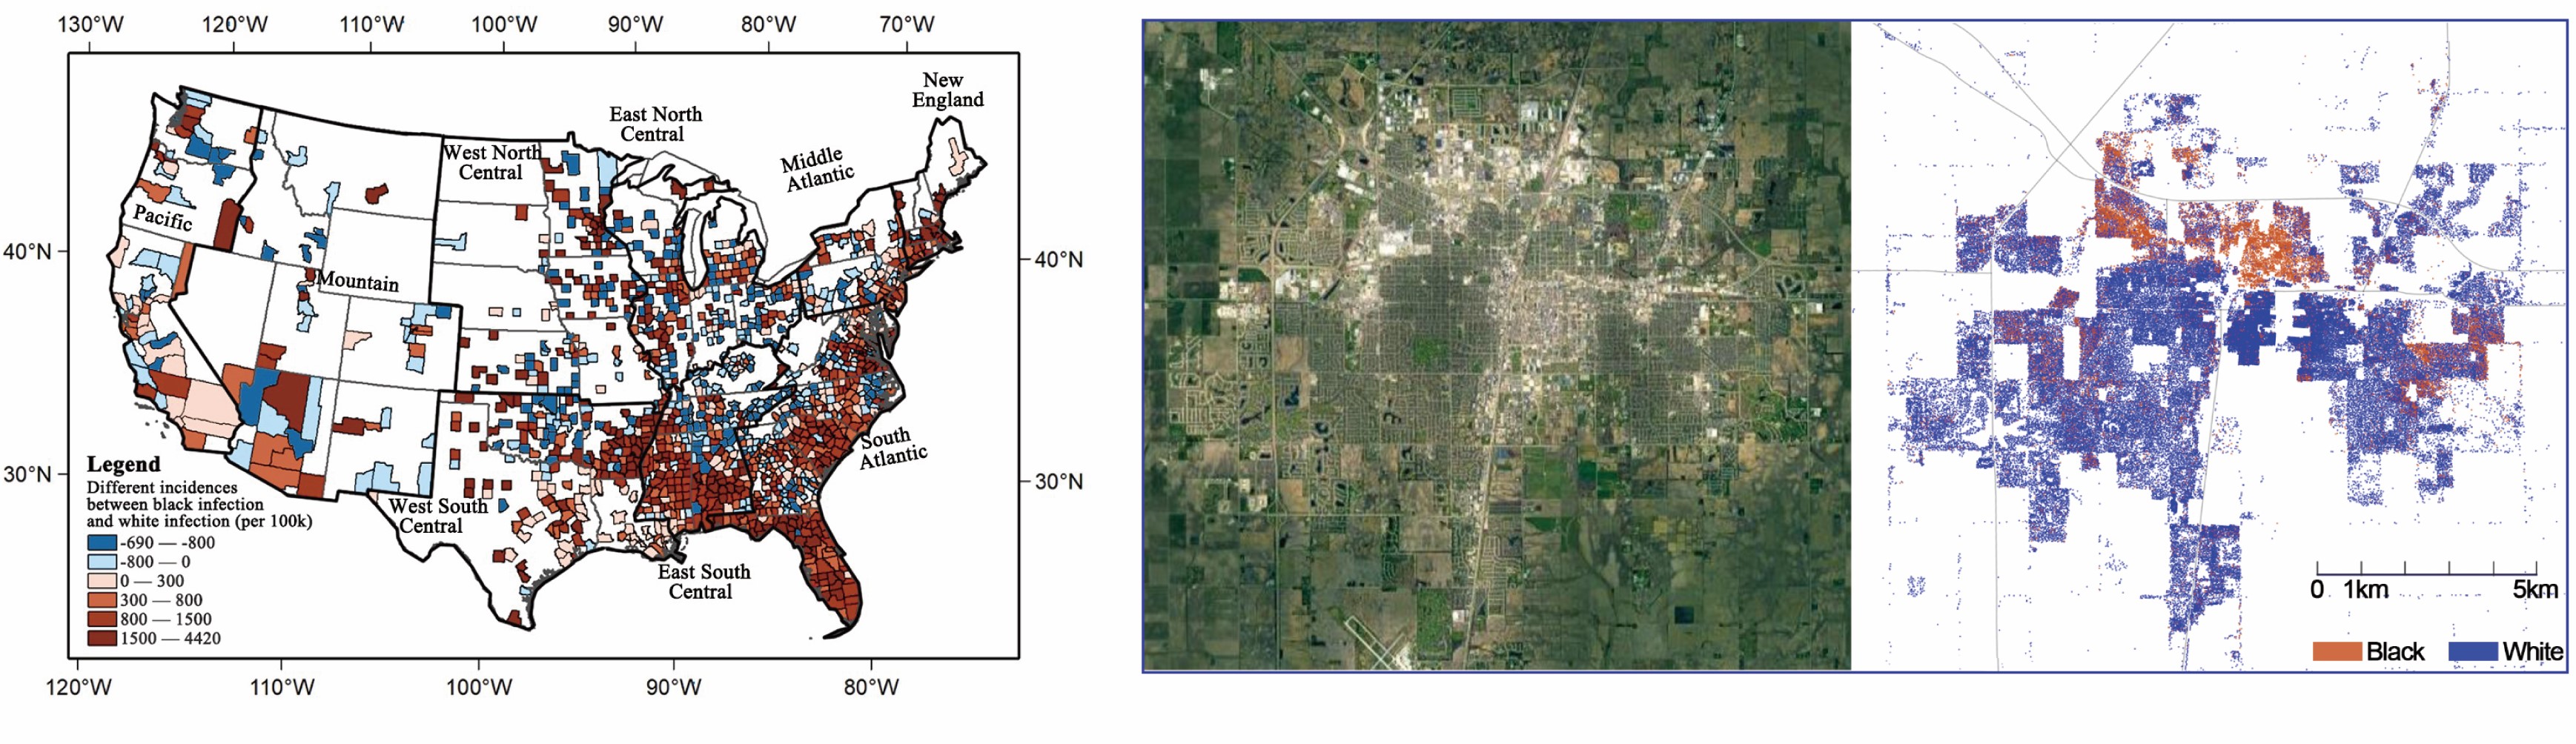 130°W 120°W 110°W 100°W 90°W 80°W 70°W
New
England
East North
Central
West North
Central
Middle
Atlantic
Pacific
40°N
40°N
Mountain
South
Atlantic
Legend
30°N
30°N
Different incidences
between black infection
and white infection (per 100k)
West South
Central
-690 — -800
-800 — 0
0 — 300
300 — 800
800 — 1500
1500 — 4420
East South
Central
120°W 110°W 100°W 90°W 80°W
0 1km 5km
Black White